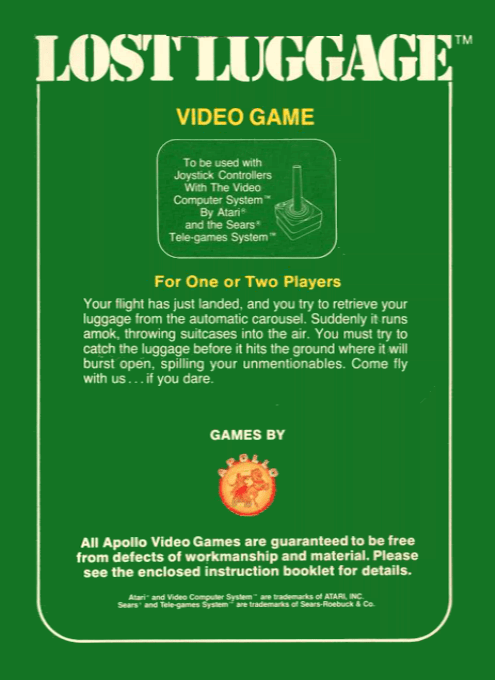 LOST LUGGAGE™
VIDEO GAME
To be used with
Joystick Controllers
With The Video
Computer System™
By Atari®
and the Sears®
Tele-games System™
For One or Two Players
Your flight has just landed, and you try to retrieve your
luggage from the automatic carousel. Suddenly it runs
amok, throwing suitcases into the air. You must try to
catch the luggage before it hits the ground where it will
burst open, spilling your unmentionables. Come fly
with us...if you dare.
GAMES BY
APOLLO
All Apollo Video Games are guaranteed to be free
from defects of workmanship and material. Please
see the enclosed instruction booklet for details.
Atari® and Video Computer System™ are trademarks of ATARI, INC.
Sears® and Tele-games System™ are trademarks of Sears-Roebuck & Co.